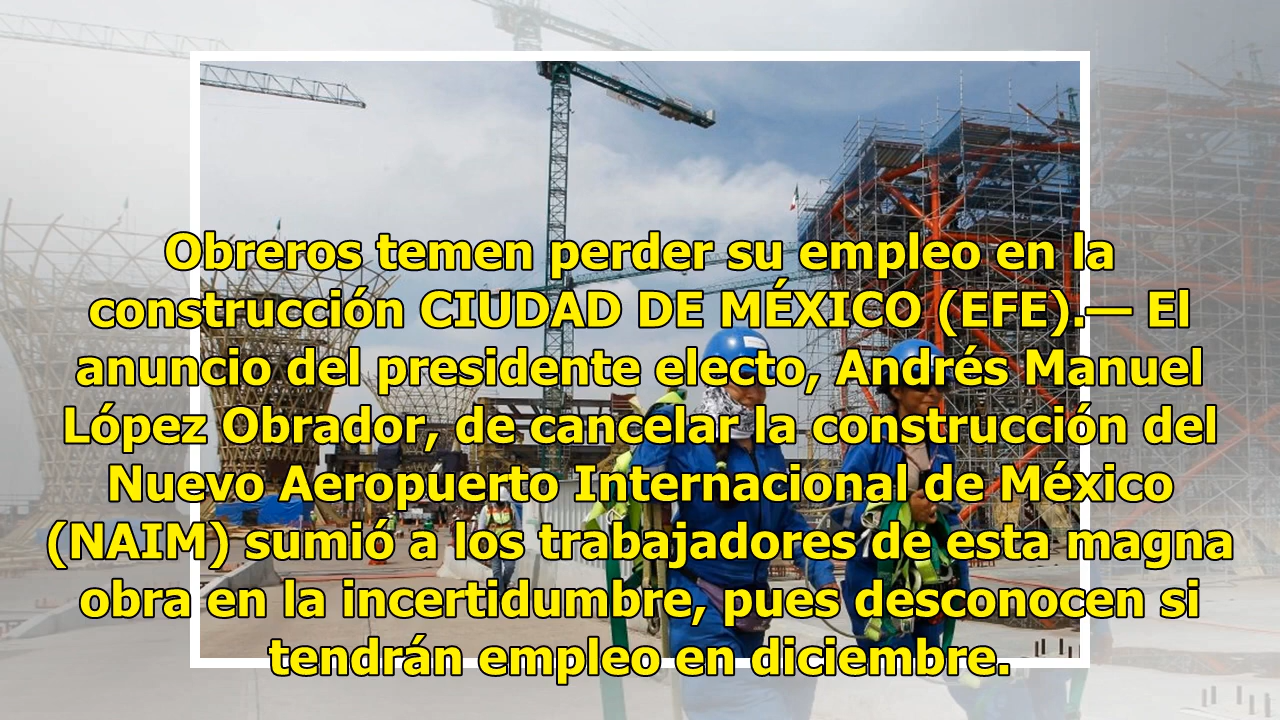 Obreros temen perder su empleo en la
construcción CIUDAD DE MÉXICO (EFE).— El
anuncio del presidente electo, Andrés Manuel
López Obrador, de cancelar la construcción del
Nuevo Aeropuerto Internacional de México
(NAIM) sumió a los trabajadores de esta magna
obra en la incertidumbre, pues desconocen si
tendrán empleo en diciembre.